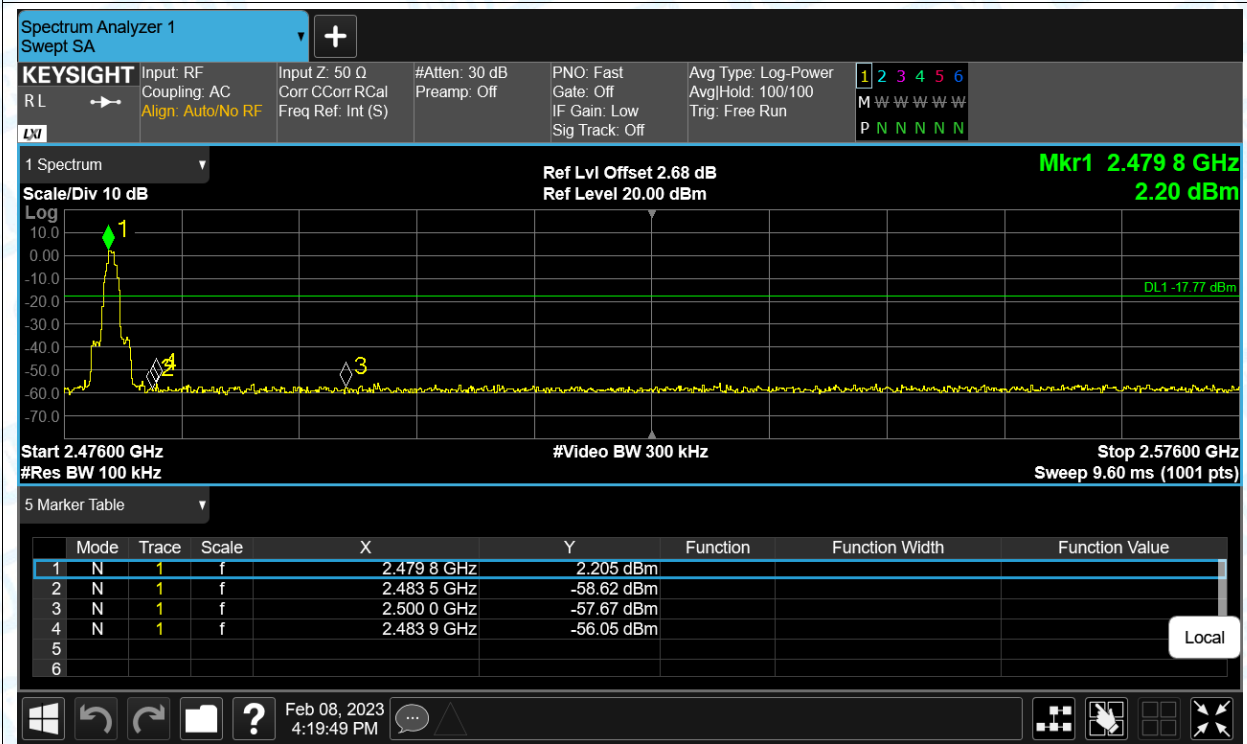 Spectrum Analyzer 1
Swept SA
KEYSIGHT Input: RF Input Z: 50 Ω #Atten: 30 dB PNO: Fast Avg Type: Log-Power 1 2 3 4 5 6
R L Coupling: AC Corr CCorr RCal Preamp: Off Gate: Off Avg|Hold: 100/100 M W W W W W
Align: Auto/No RF Freq Ref: Int (S) IF Gain: Low Trig: Free Run
LXI Sig Track: Off P N N N N N
1 Spectrum
Ref Lvl Offset 2.68 dB Mkr1 2.479 8 GHz
Scale/Div 10 dB Ref Level 20.00 dBm 2.20 dBm
Log
1
10.0
0.00
-10.0
DL1 -17.77 dBm
-20.0
-30.0
-40.0
4
2
3
-50.0
-60.0
-70.0
Start 2.47600 GHz #Video BW 300 kHz Stop 2.57600 GHz
#Res BW 100 kHz Sweep 9.60 ms (1001 pts)
5 Marker Table
Mode Trace Scale X Y Function Function Width Function Value
1 N 1 f 2.479 8 GHz 2.205 dBm
2 N 1 f 2.483 5 GHz -58.62 dBm
3 N 1 f 2.500 0 GHz -57.67 dBm
4 N 1 f 2.483 9 GHz -56.05 dBm
5
6
Local
? Feb 08, 2023
4:19:49 PM